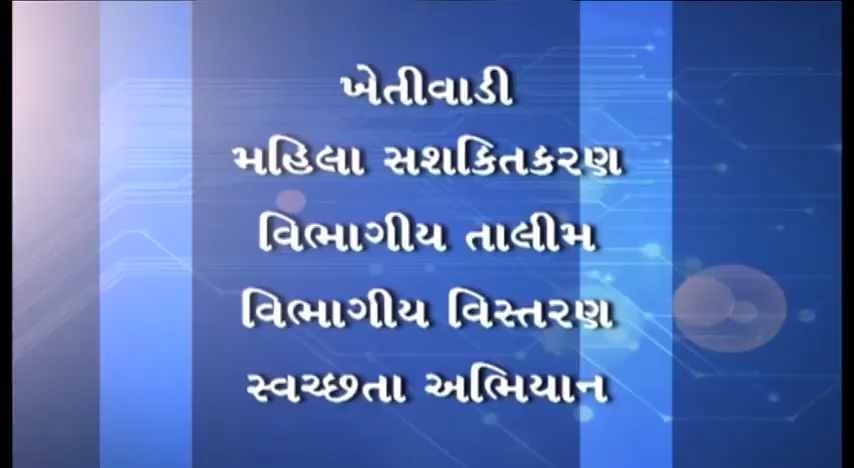 ખેતીવાડી
મહિલા સશકિતકરણ
વિભાગીય તાલીમ
વિભાગીય વિસ્તરણ
સ્વચ્છતા અભિયાન